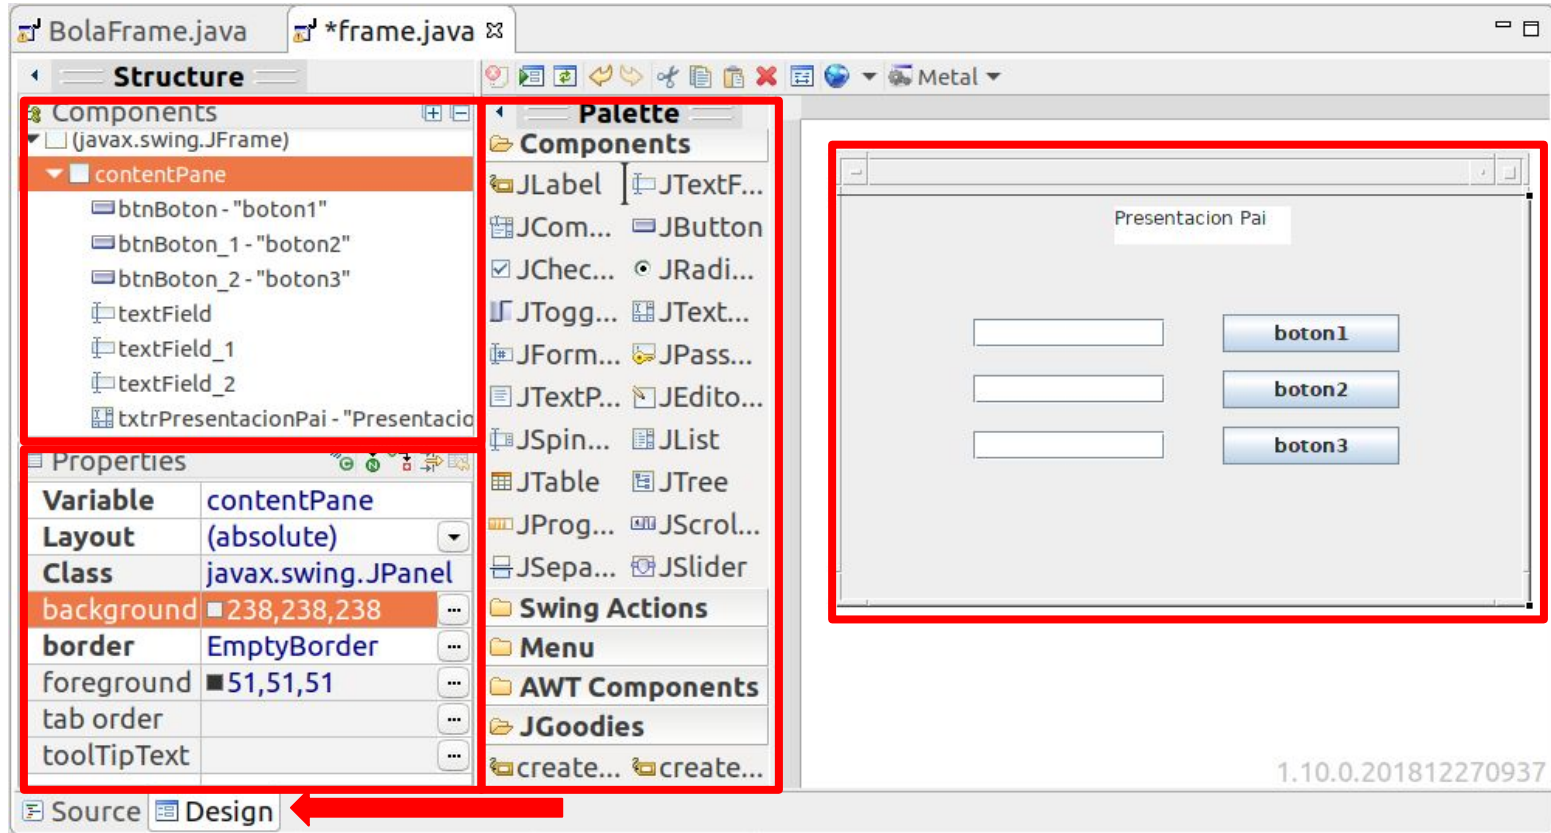 BolaFrame.java
*frame.java
Structure
Metal
Components
(javax.swing.JFrame)
contentPane
btnBoton - "boton1"
btnBoton_1 - "boton2"
btnBoton_2 - "boton3"
textField
textField_1
textField_2
txtrPresentacionPai - "Presentacio
Properties
Variable contentPane
Layout (absolute)
Class javax.swing.JPanel
background 238,238,238
border EmptyBorder
foreground 51,51,51
tab order
toolTipText
Palette
Components
JLabel JTextF...
JCom... JButton
JChec... JRadi...
JTogg... JText...
JForm... JPass...
JTextP... JEdito...
JSpin... JList
JTable JTree
JProg... JScrol...
JSepa... JSlider
Swing Actions
Menu
AWT Components
JGoodies
create... create...
Presentacion Pai
boton1
boton2
boton3
1.10.0.201812270937
Source Design